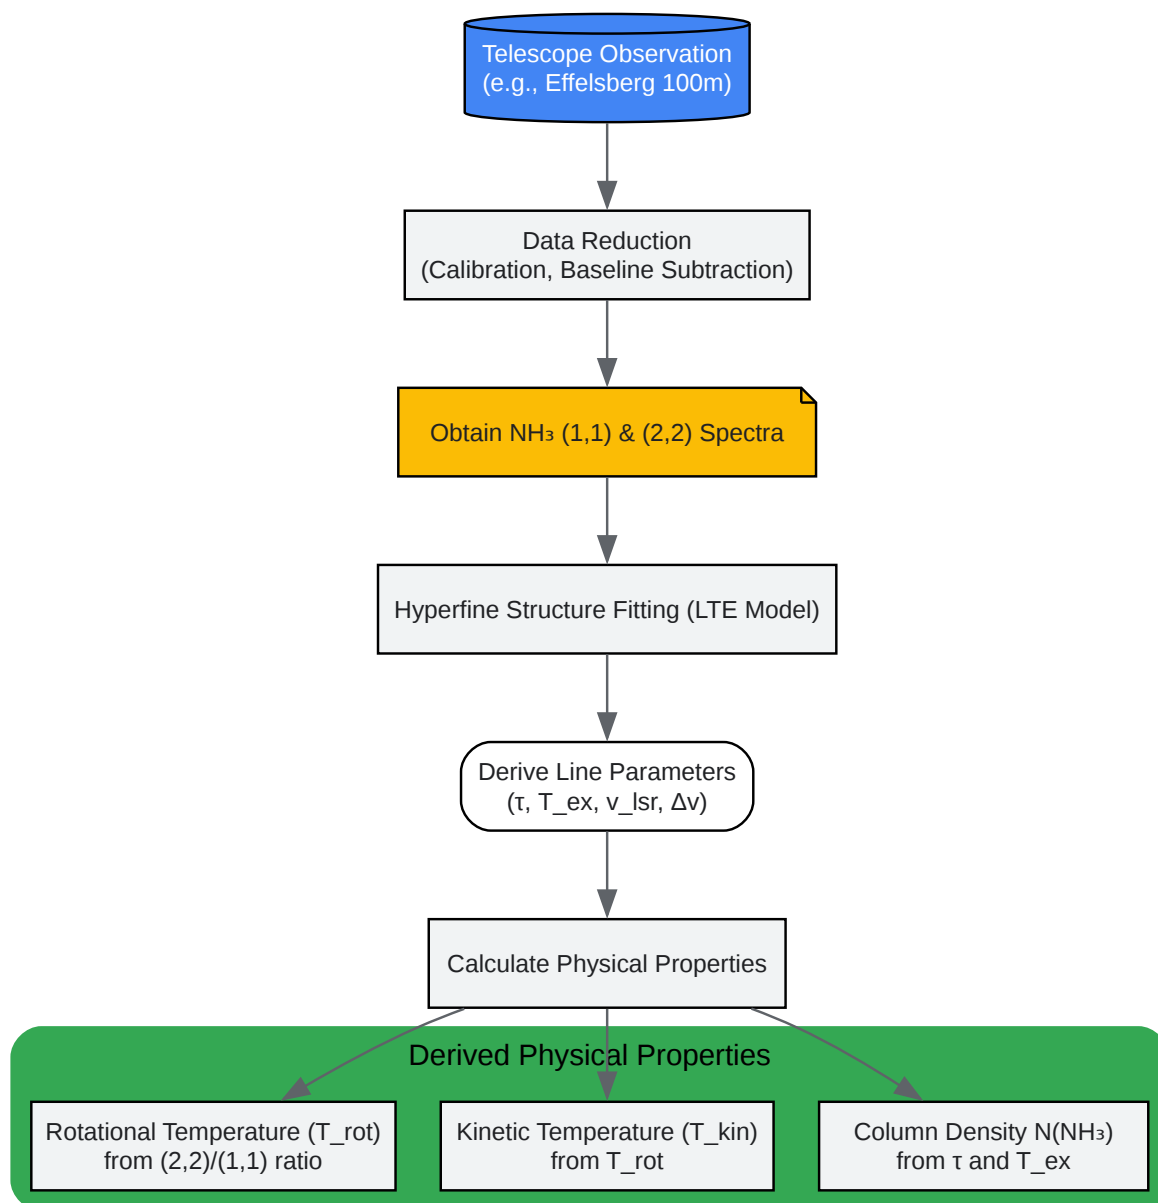 Telescope Observation
(e.g., Effelsberg 100m)
Data Reduction
(Calibration, Baseline Subtraction)
Obtain NH₃ (1,1) & (2,2) Spectra
Hyperfine Structure Fitting (LTE Model)
Derive Line Parameters
(τ, T_ex, v_lsr, Δv)
Calculate Physical Properties
Derived Physical Properties
Rotational Temperature (T_rot)
from (2,2)/(1,1) ratio
Kinetic Temperature (T_kin)
from T_rot
Column Density N(NH₃)
from τ and T_ex